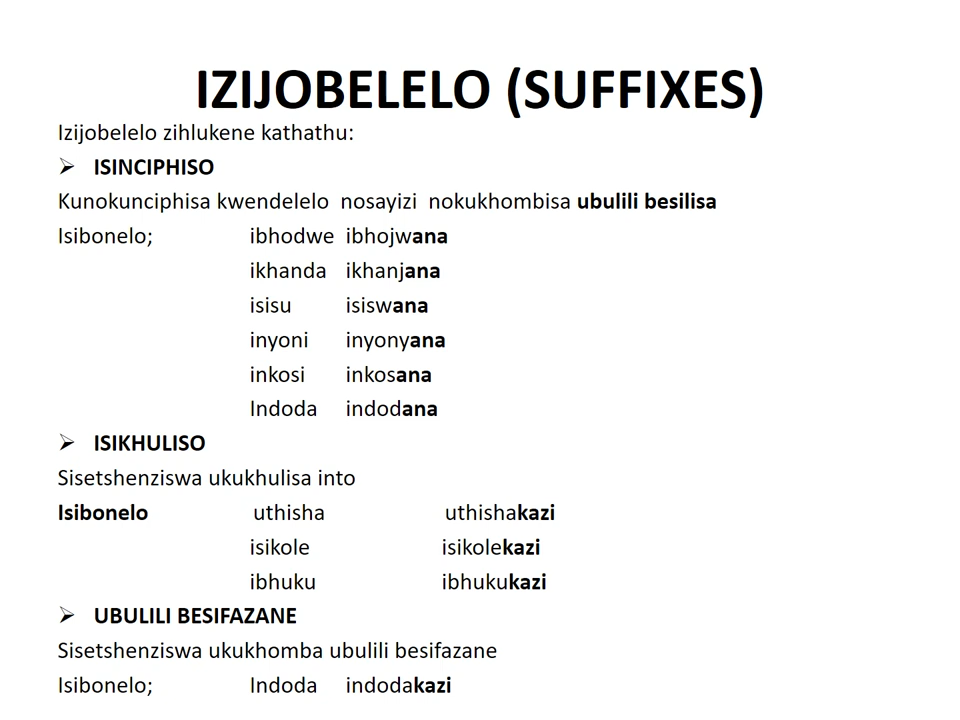 IZIJOBELELO (SUFFIXES)
Izijobelelo zihlukene kathathu:
➢ ISINCIPHISO
Kunokunciphisa kwendelelo nosayizi nokukhombisa ubulili besilisa
Isibonelo; ibhodwe ibhojwana
ikhanda ikhanjana
isisu isiswana
inyoni inyonyana
inkosi inkosana
Indoda indodana
➢ ISIKHULISO
Sisetshenziswa ukukhulisa into
Isibonelo uthisha uthishakazi
isikole isikolekazi
ibhuku ibhukukazi
➢ UBULILI BESIFAZANE
Sisetshenziswa ukukhomba ubulili besifazane
Isibonelo; Indoda indodakazi